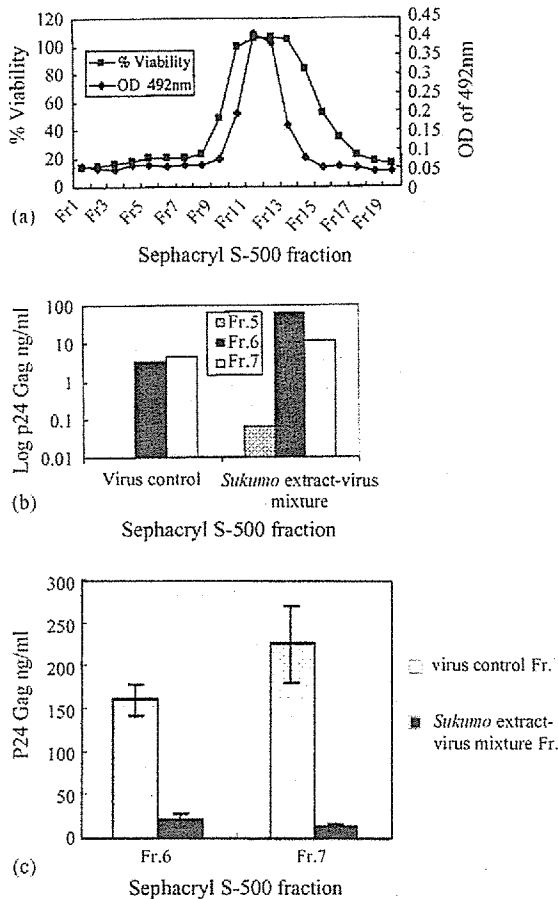 120
100
80
60
40
20
0
% Viability
% Viability
OD 492nm
0.45
0.4
0.35
0.3
0.25
0.2
0.15
0.1
0.05
0
OD of 492nm
Fr1
Fr3
Fr5
Fr7
Fr9
Fr11
Fr13
Fr15
Fr17
Fr19
(a)
Sephacryl S-500 fraction
100
10
1
0.1
0.01
Log p24 Gag ng/ml
Fr.5
Fr.6
Fr.7
Virus control
Sukumo extract-virus
mixture
(b)
Sephacryl S-500 fraction
300
250
200
150
100
50
0
P24 Gag ng/ml
virus control Fr.
Sukumo extract-
virus mixture Fr.
Fr.6
Fr.7
(c)
Sephacryl S-500 fraction